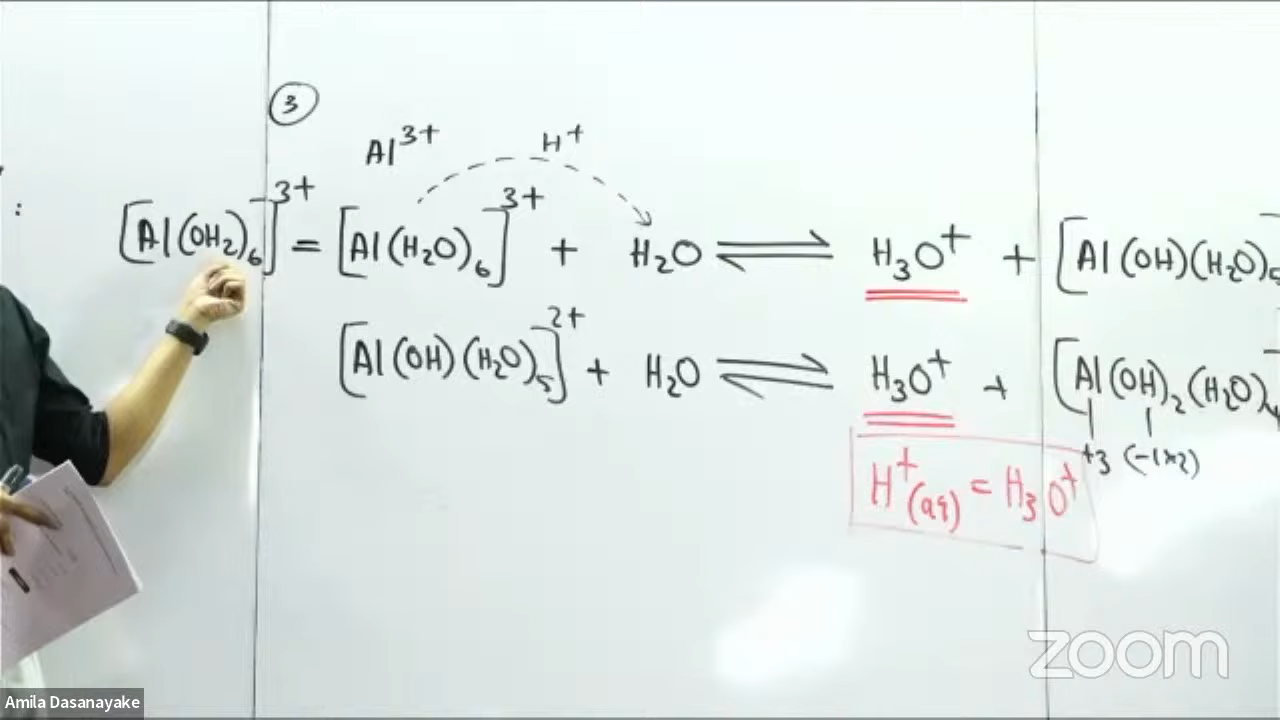 3
Al³⁺ H⁺
[Al(OH₂)₆]³⁺ = [Al(H₂O)₆]³⁺ + H₂O ⇌ H₃O⁺ + [Al(OH)(H₂O)₅
[Al(OH)(H₂O)₅]²⁺ + H₂O ⇌ H₃O⁺ + [Al(OH)₂(H₂O)₄
+3 (-1×2)
H⁺(aq) = H₃O⁺
zoom
Amila Dasanayake